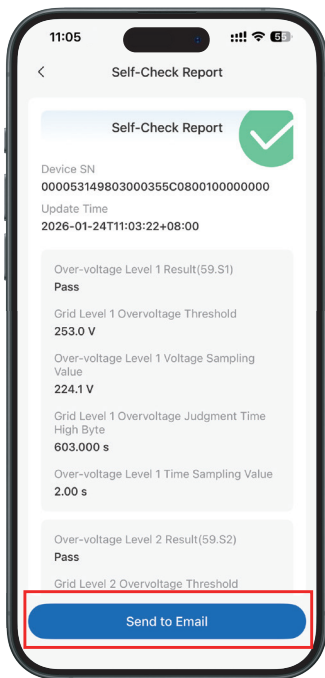 11:05
55
Self-Check Report
Self-Check Report
Device SN
000053149803000355C0800100000000
Update Time
2026-01-24T11:03:22+08:00
Over-voltage Level 1 Result(59.S1)
Pass
Grid Level 1 Overvoltage Threshold
253.0 V
Over-voltage Level 1 Voltage Sampling
Value
224.1 V
Grid Level 1 Overvoltage Judgment Time
High Byte
603.000 s
Over-voltage Level 1 Time Sampling Value
2.00 s
Over-voltage Level 2 Result(59.S2)
Pass
Grid Level 2 Overvoltage Threshold
Send to Email